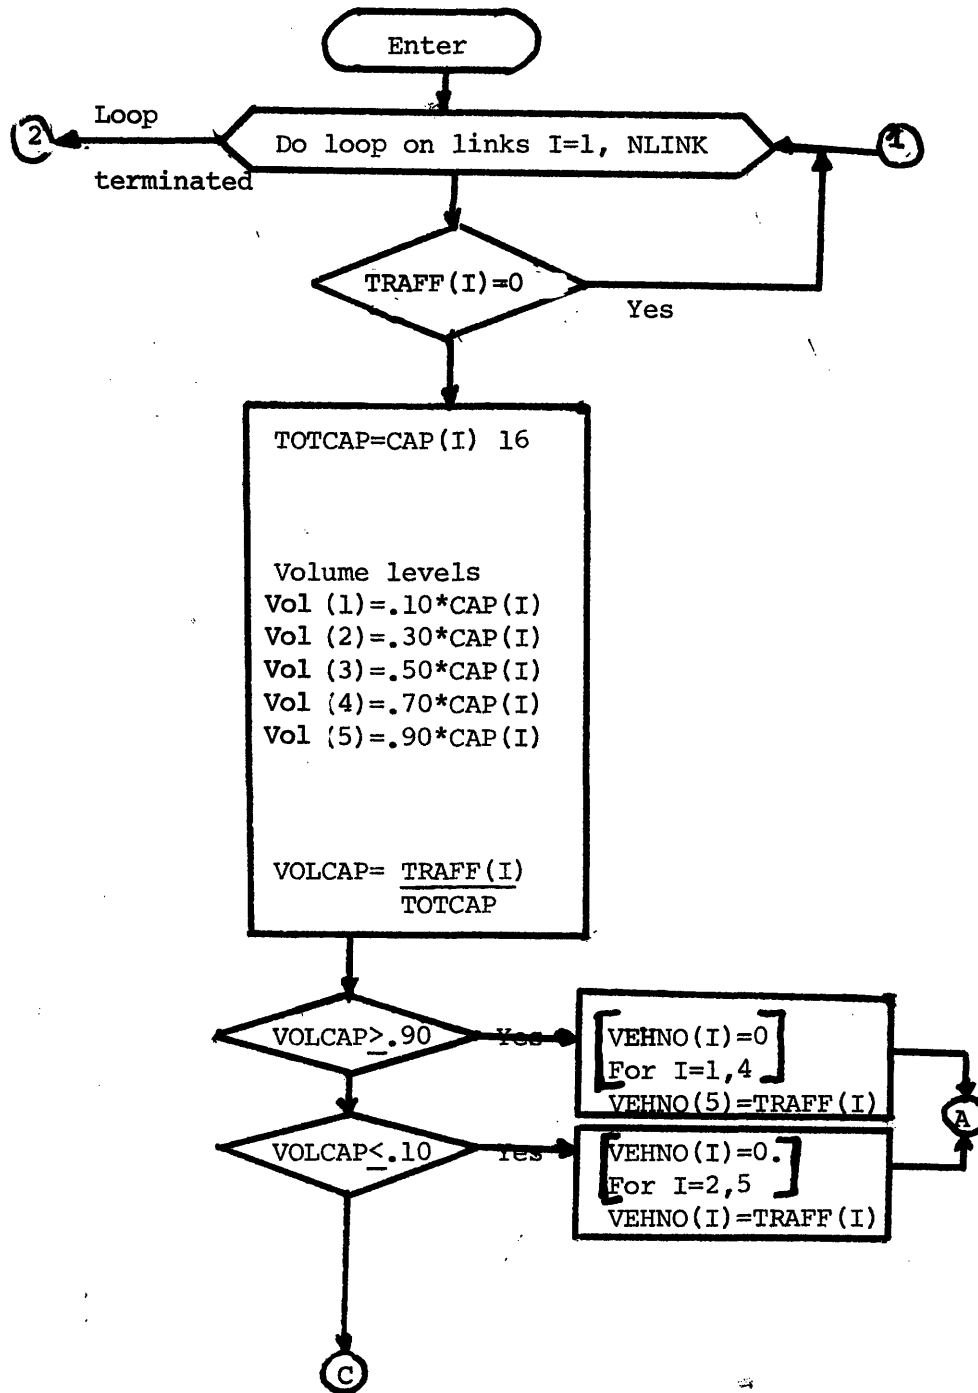 Enter
Loop
2
Do loop on links I=1, NLINK
1
terminated
TRAFF(I)=0
Yes
TOTCAP=CAP(I) 16
Volume levels
Vol (1)=.10*CAP(I)
Vol (2)=.30*CAP(I)
Vol (3)=.50*CAP(I)
Vol (4)=.70*CAP(I)
Vol (5)=.90*CAP(I)
VOLCAP= TRAFF(I)
TOTCAP
VOLCAP≥.90
Yes
VEHNO(I)=0
For I=1,4
VEHNO(5)=TRAFF(I)
A
VOLCAP≤.10
Yes
VEHNO(I)=0.
For I=2,5
VEHNO(I)=TRAFF(I)
C